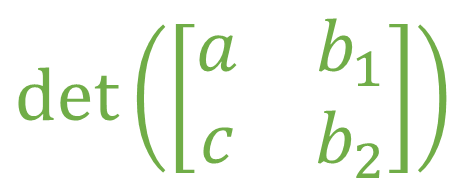 det([a b₁
c b₂])